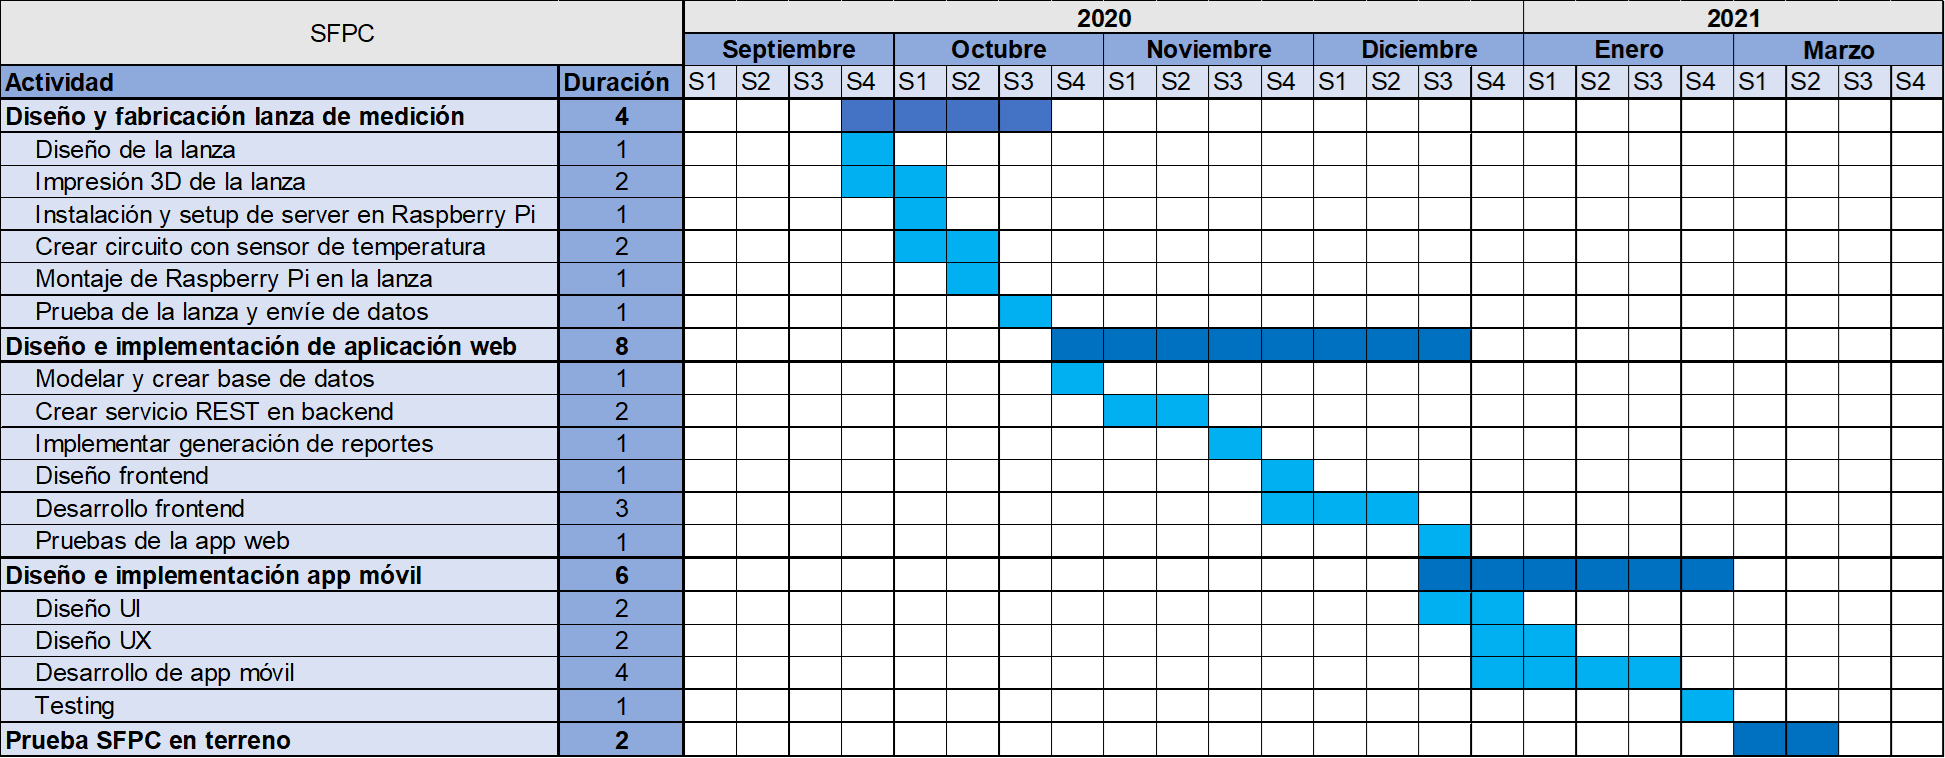 SFPC 2020 2021
Septiembre Octubre Noviembre Diciembre Enero Marzo
Actividad Duración S1 S2 S3 S4 S1 S2 S3 S4 S1 S2 S3 S4 S1 S2 S3 S4 S1 S2 S3 S4 S1 S2 S3 S4
Diseño y fabricación lanza de medición 4
Diseño de la lanza 1
Impresión 3D de la lanza 2
Instalación y setup de server en Raspberry Pi 1
Crear circuito con sensor de temperatura 2
Montaje de Raspberry Pi en la lanza 1
Prueba de la lanza y envíe de datos 1
Diseño e implementación de aplicación web 8
Modelar y crear base de datos 1
Crear servicio REST en backend 2
Implementar generación de reportes 1
Diseño frontend 1
Desarrollo frontend 3
Pruebas de la app web 1
Diseño e implementación app móvil 6
Diseño UI 2
Diseño UX 2
Desarrollo de app móvil 4
Testing 1
Prueba SFPC en terreno 2